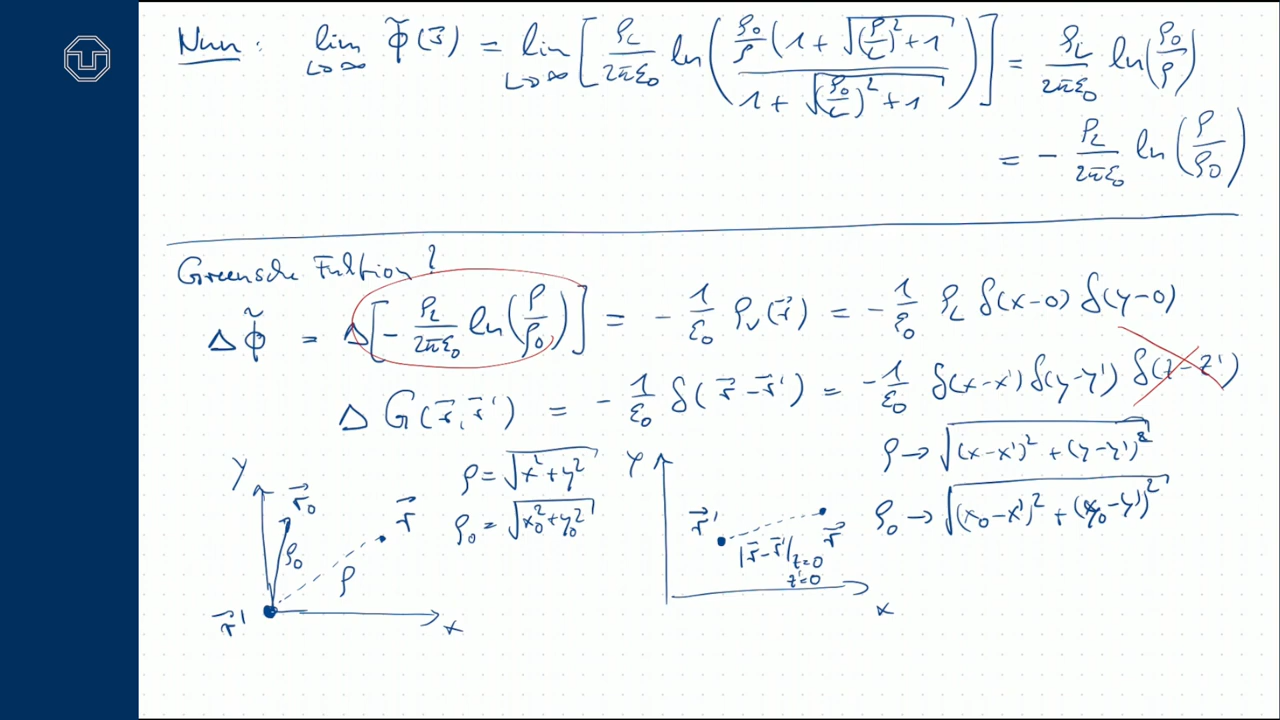 Nun: lim_{L→∞} Φ̃(r⃗) = lim_{L→∞} [ ρ_L/(2πε₀) ln( (ρ₀/ρ (1 + √((ρ/L)² + 1))) / (1 + √((ρ₀/L)² + 1)) ) ] = ρ_L/(2πε₀) ln(ρ₀/ρ)
= - ρ_L/(2πε₀) ln(ρ/ρ₀)
Greensche Funktion?
Δ Φ̃ = Δ[ - ρ_L/(2πε₀) ln(ρ/ρ₀) ] = - 1/ε₀ ρ_V(r⃗) = - 1/ε₀ ρ_L δ(x-0) δ(y-0)
Δ G(r⃗, r⃗') = - 1/ε₀ δ(r⃗ - r⃗') = - 1/ε₀ δ(x-x') δ(y-y') δ(z-z')
y
r⃗₀
r⃗
ρ₀
ρ
r⃗'
x
ρ = √(x² + y²)
ρ₀ = √(x₀² + y₀²)
y
r⃗'
r⃗
|r⃗ - r⃗'|
z=0
z'=0
x
ρ → √((x-x')² + (y-y')²)
ρ₀ → √((x₀-x')² + (y₀-y')²)